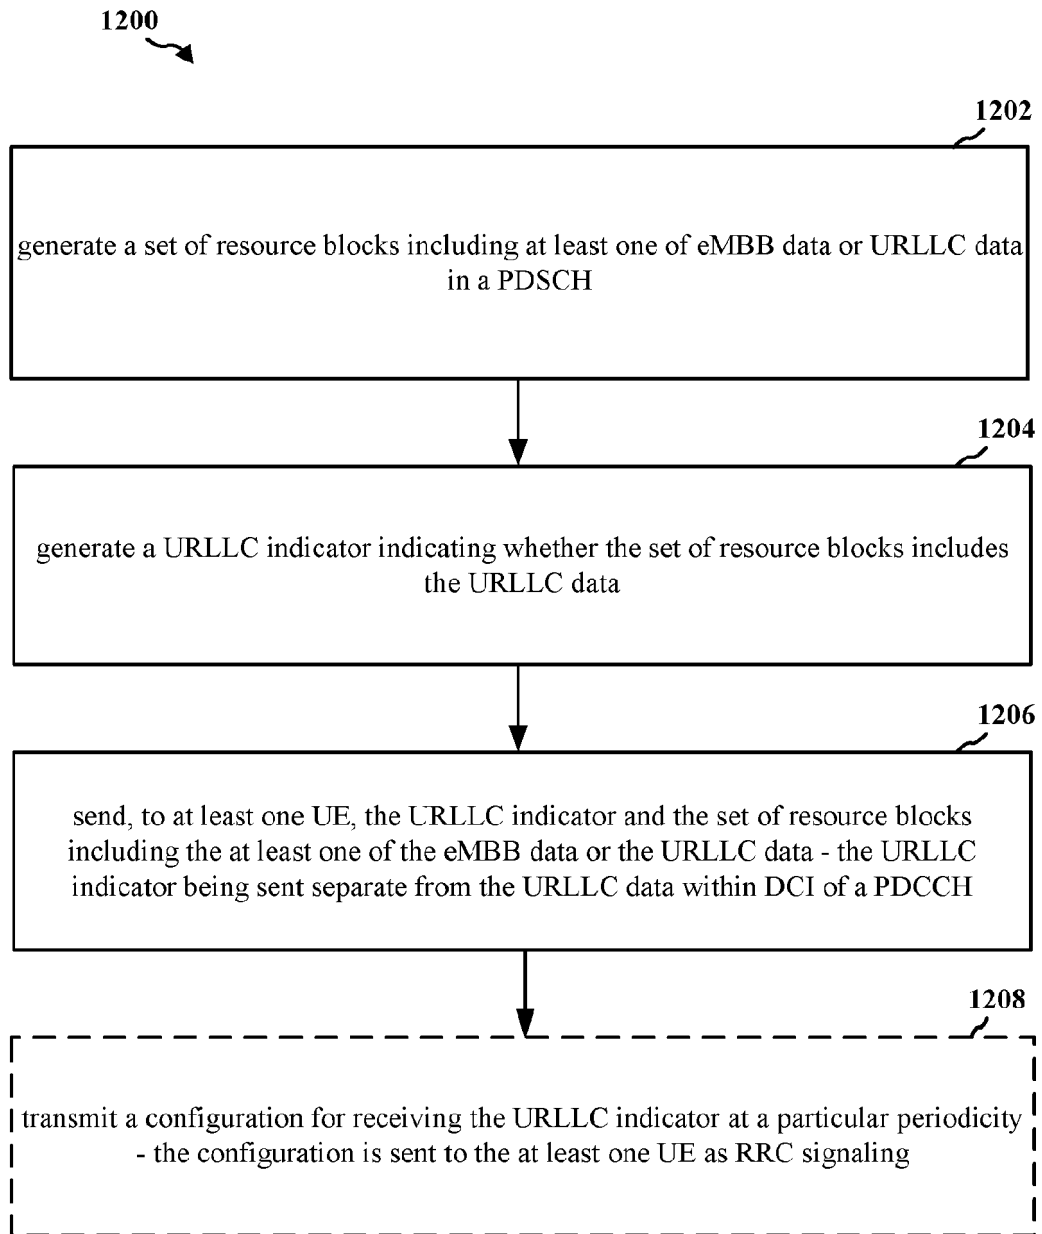 1200
1202
generate a set of resource blocks including at least one of eMBB data or URLLC data
in a PDSCH
1204
generate a URLLC indicator indicating whether the set of resource blocks includes
the URLLC data
1206
send, to at least one UE, the URLLC indicator and the set of resource blocks
including the at least one of the eMBB data or the URLLC data - the URLLC
indicator being sent separate from the URLLC data within DCI of a PDCCH
1208
transmit a configuration for receiving the URLLC indicator at a particular periodicity
- the configuration is sent to the at least one UE as RRC signaling